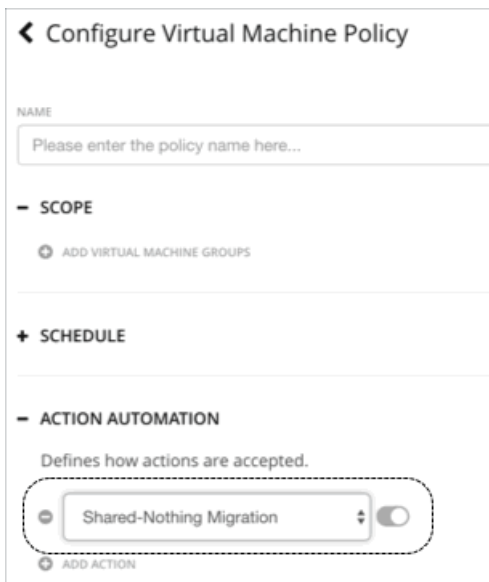 Configure Virtual Machine Policy
NAME
Please enter the policy name here...
SCOPE
ADD VIRTUAL MACHINE GROUPS
SCHEDULE
ACTION AUTOMATION
Defines how actions are accepted.
Shared-Nothing Migration
ADD ACTION